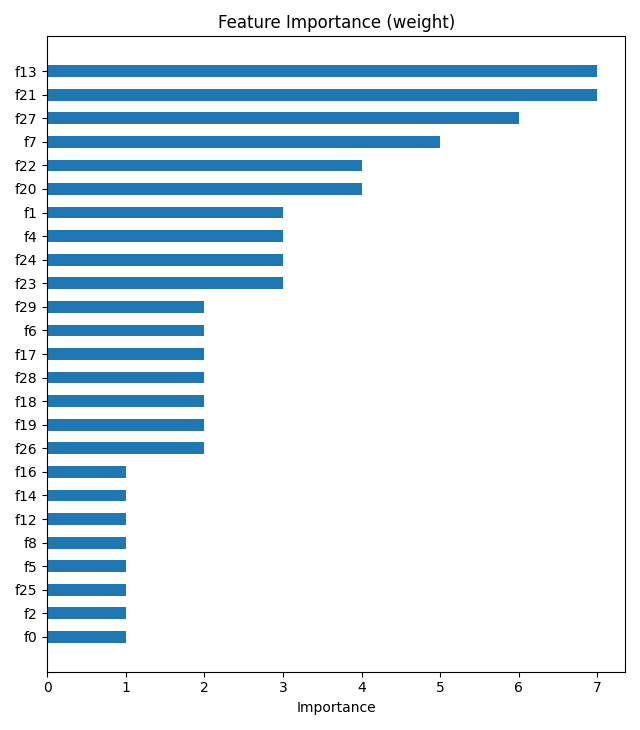 Feature Importance (weight)
f13
f21
f27
f7
f22
f20
f1
f4
f24
f23
f29
f6
f17
f28
f18
f19
f26
f16
f14
f12
f8
f5
f25
f2
f0
0 1 2 3 4 5 6 7
Importance